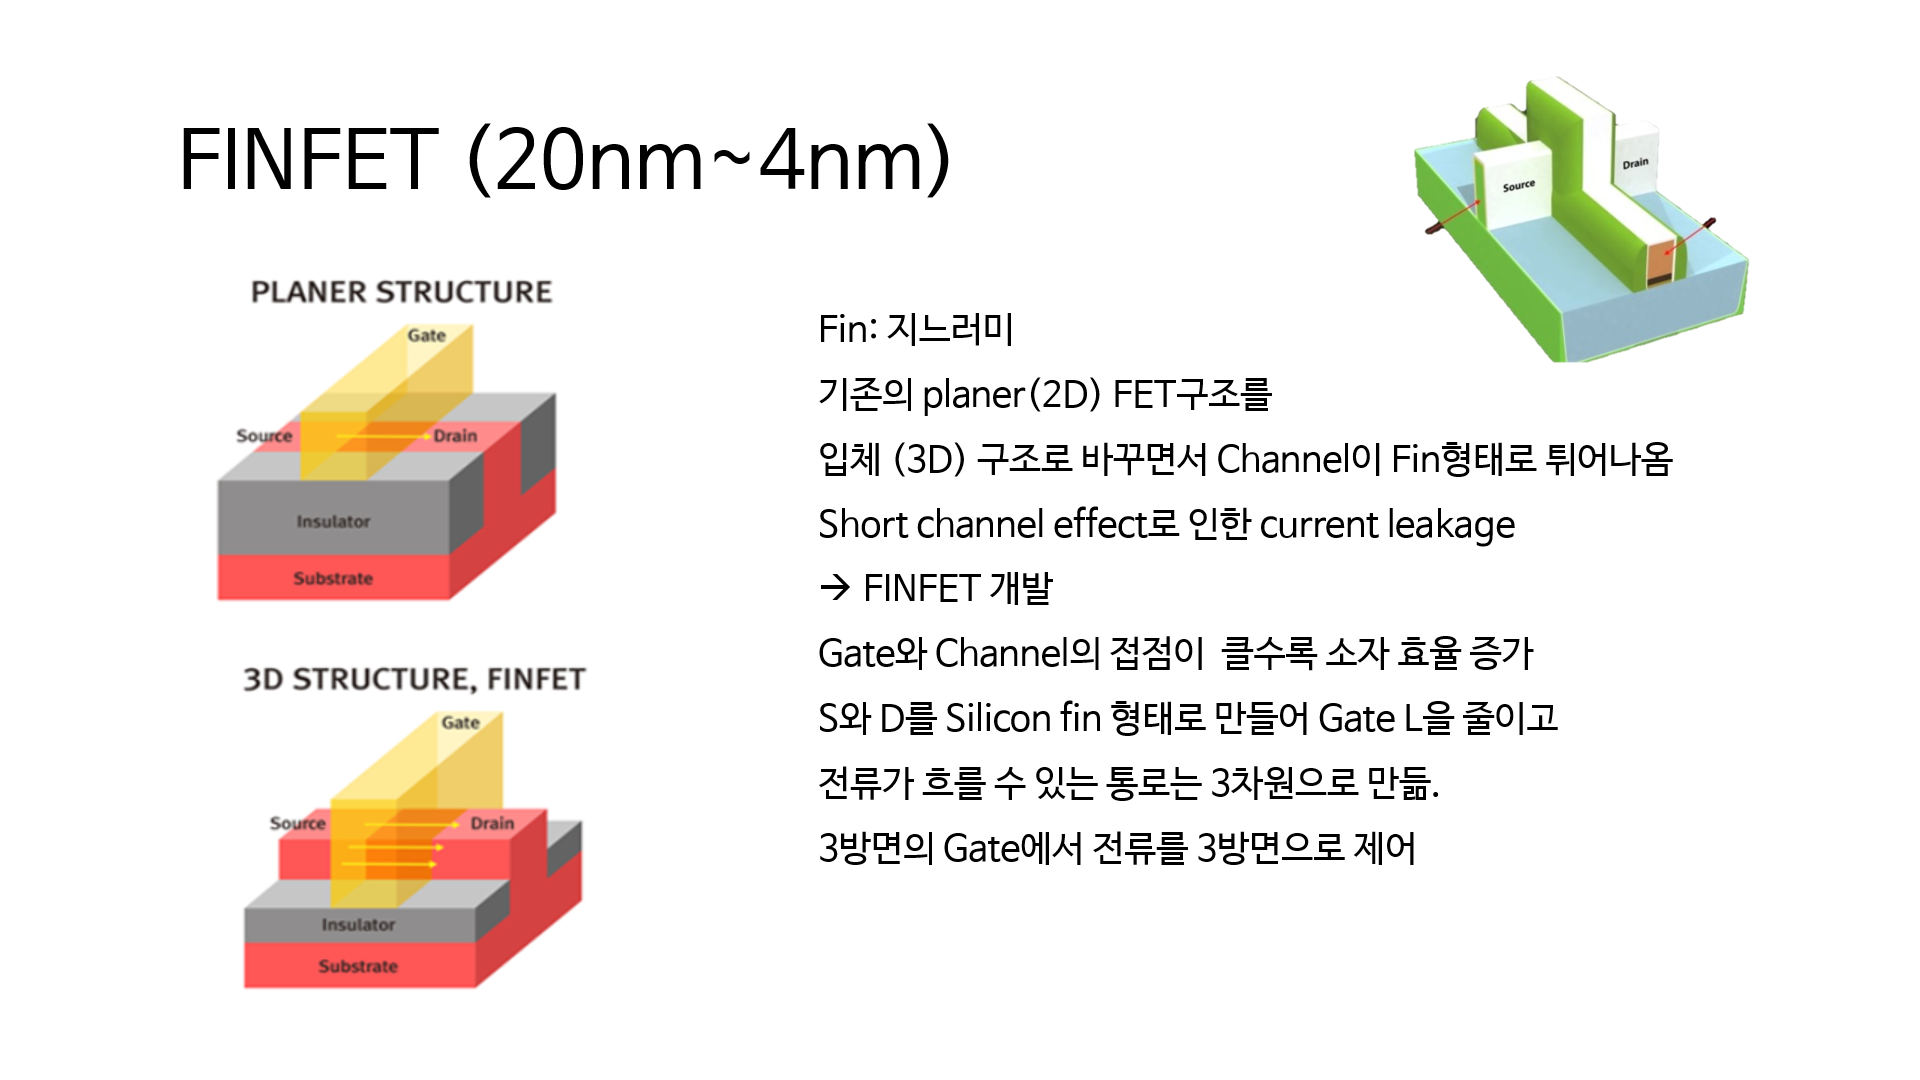 FINFET (20nm~4nm)
Source
Drain
PLANER STRUCTURE
Gate
Source
Drain
Insulator
Substrate
3D STRUCTURE, FINFET
Gate
Source
Drain
Insulator
Substrate
Fin: 지느러미
기존의 planer(2D) FET구조를
입체 (3D) 구조로 바꾸면서 Channel이 Fin형태로 튀어나옴
Short channel effect로 인한 current leakage
→ FINFET 개발
Gate와 Channel의 접점이 클수록 소자 효율 증가
S와 D를 Silicon fin 형태로 만들어 Gate L을 줄이고
전류가 흐를 수 있는 통로는 3차원으로 만듦.
3방면의 Gate에서 전류를 3방면으로 제어